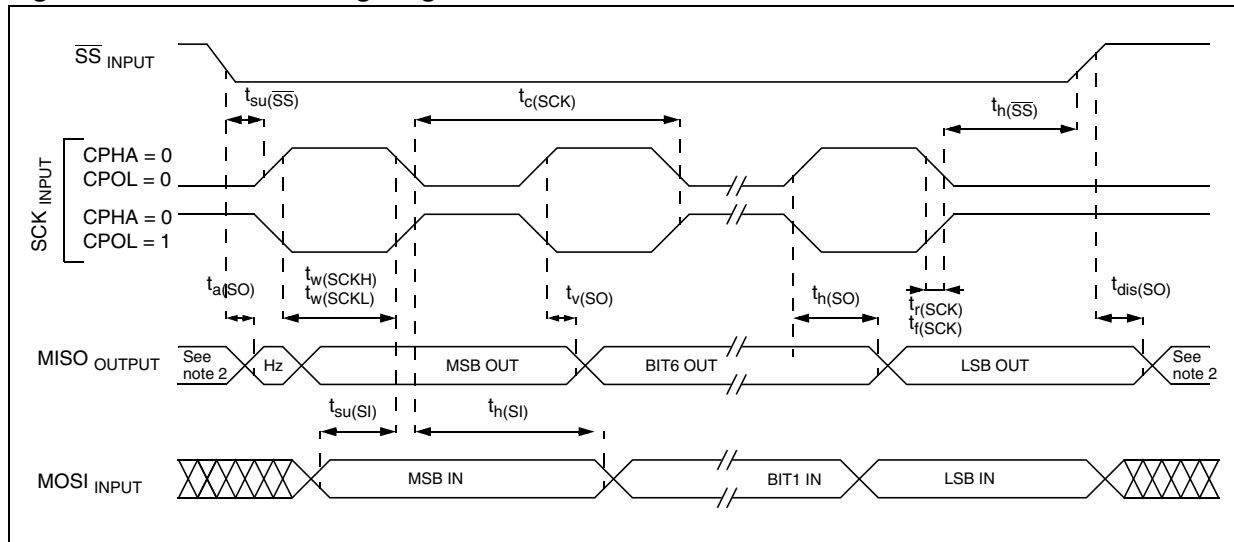 SS INPUT
tsu(SS)
tc(SCK)
th(SS)
SCK INPUT
CPHA = 0
CPOL = 0
CPHA = 0
CPOL = 1
ta(SO)
tw(SCKH)
tw(SCKL)
tv(SO)
th(SO)
tr(SCK)
tf(SCK)
tdis(SO)
MISO OUTPUT
See note 2
Hz
MSB OUT
BIT6 OUT
LSB OUT
See note 2
tsu(SI)
th(SI)
MOSI INPUT
MSB IN
BIT1 IN
LSB IN